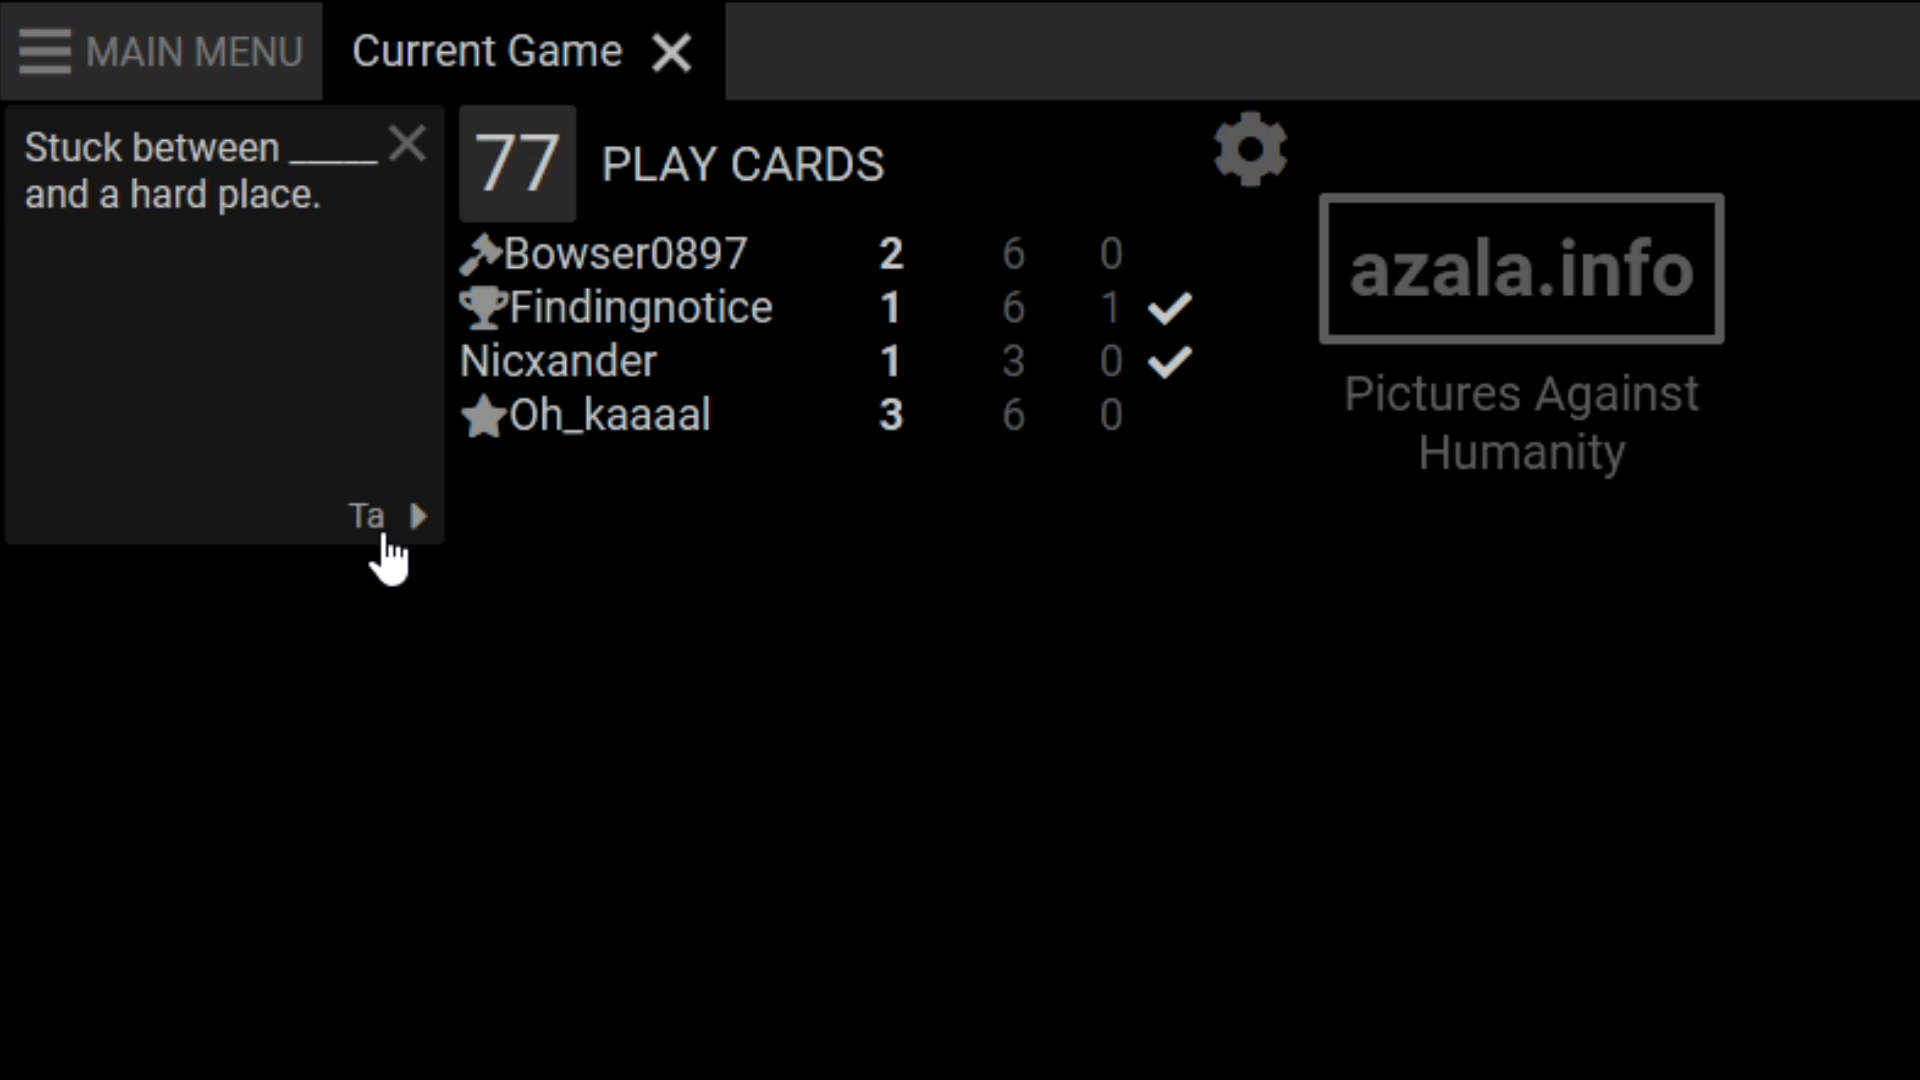 MAIN MENU
Current Game
Stuck between _____
and a hard place.
Ta
77 PLAY CARDS
Bowser0897 2 6 0
Findingnotice 1 6 1
Nicxander 1 3 0
Oh_kaaaal 3 6 0
azala.info
Pictures Against
Humanity